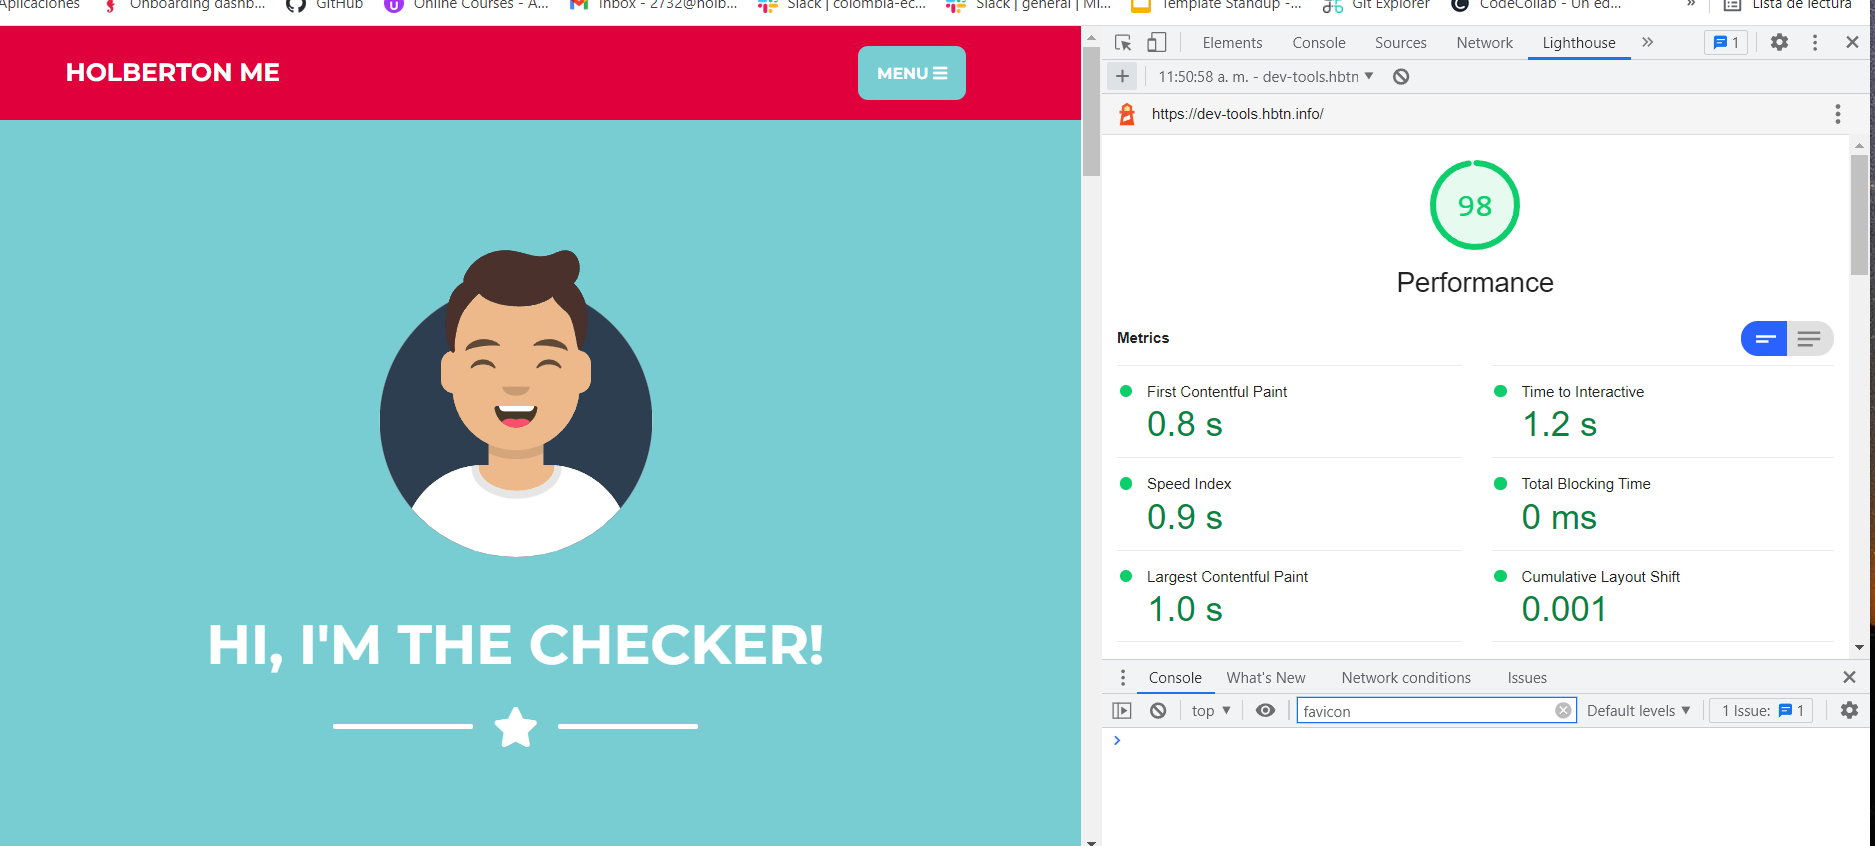 Aplicaciones Onboarding dashb... GitHub Online Courses - A... Inbox - 2732@holb... Slack | colombia-ec... Slack | general | Mi... Template Standup -... Git Explorer CodeCollab - Un ed... » Lista de lectura
HOLBERTON ME
MENU
HI, I'M THE CHECKER!
Elements Console Sources Network Lighthouse » 1
11:50:58 a. m. - dev-tools.hbtn
https://dev-tools.hbtn.info/
98
Performance
Metrics
First Contentful Paint
0.8 s
Time to Interactive
1.2 s
Speed Index
0.9 s
Total Blocking Time
0 ms
Largest Contentful Paint
1.0 s
Cumulative Layout Shift
0.001
Console What's New Network conditions Issues
top favicon Default levels 1 Issue: 1